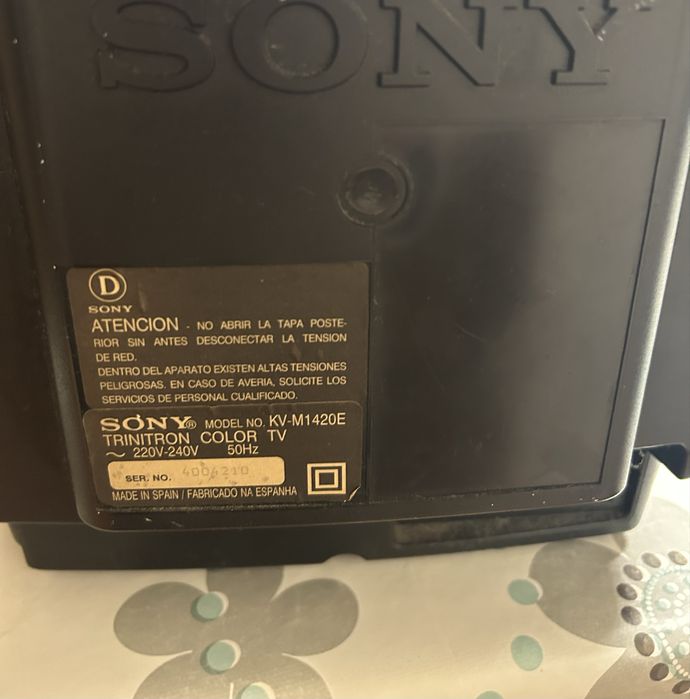 SONY
D
SONY
ATENCION - NO ABRIR LA TAPA POSTE-
RIOR SIN ANTES DESCONECTAR LA TENSION
DE RED.
DENTRO DEL APARATO EXISTEN ALTAS TENSIONES
PELIGROSAS. EN CASO DE AVERIA, SOLICITE LOS
SERVICIOS DE PERSONAL CUALIFICADO.
SONY® MODEL NO. KV-M1420E
TRINITRON COLOR TV
~ 220V-240V 50Hz
SER. NO. 4004210
MADE IN SPAIN / FABRICADO NA ESPANHA